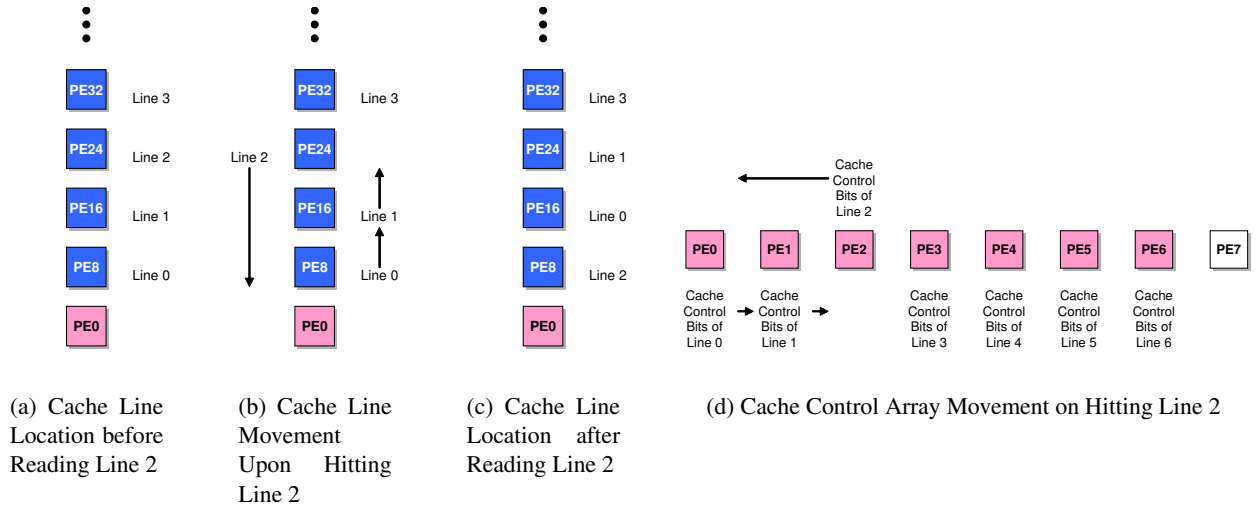 PE32
Line 3
PE24
Line 2
PE16
Line 1
PE8
Line 0
PE0
(a) Cache Line
Location before
Reading Line 2
PE32
Line 3
Line 2
PE24
PE16
Line 1
PE8
Line 0
PE0
(b) Cache Line
Movement
Upon Hitting
Line 2
PE32
Line 3
PE24
Line 1
PE16
Line 0
PE8
Line 2
PE0
(c) Cache Line
Location after
Reading Line 2
Cache
Control
Bits of
Line 2
PE0
PE1
PE2
PE3
PE4
PE5
PE6
PE7
Cache
Control
Bits of
Line 0
Cache
Control
Bits of
Line 1
Cache
Control
Bits of
Line 3
Cache
Control
Bits of
Line 4
Cache
Control
Bits of
Line 5
Cache
Control
Bits of
Line 6
(d) Cache Control Array Movement on Hitting Line 2